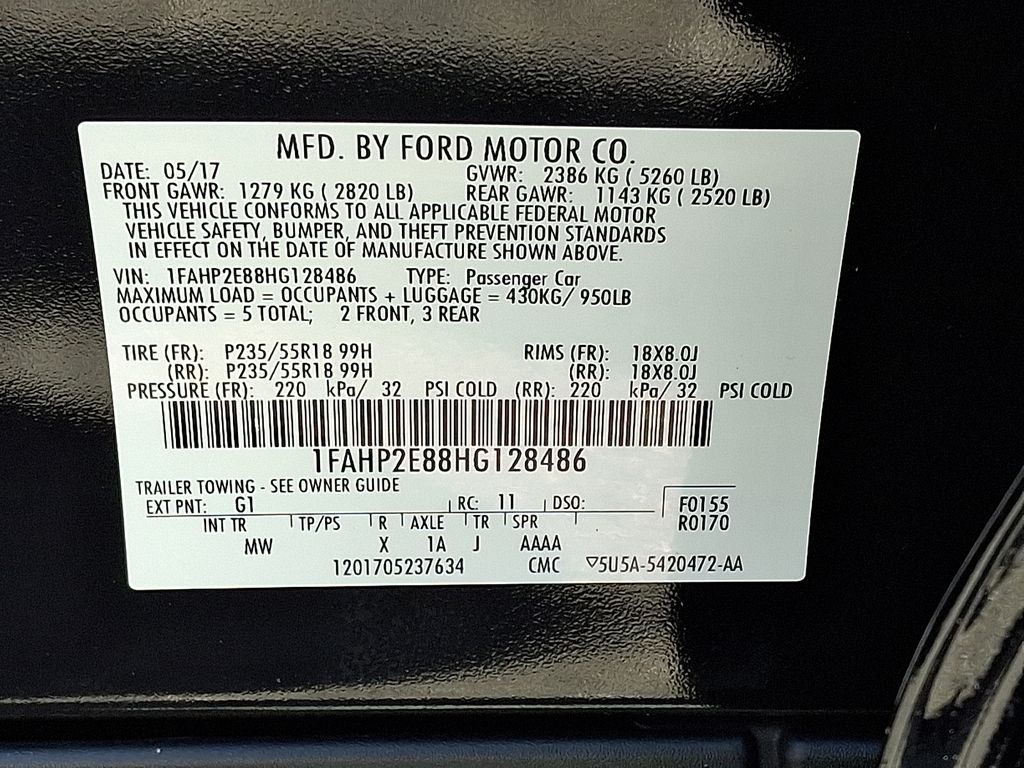 MFD. BY FORD MOTOR CO.
DATE: 05/17 GVWR: 2386 KG ( 5260 LB)
FRONT GAWR: 1279 KG ( 2820 LB) REAR GAWR: 1143 KG ( 2520 LB)
THIS VEHICLE CONFORMS TO ALL APPLICABLE FEDERAL MOTOR
VEHICLE SAFETY, BUMPER, AND THEFT PREVENTION STANDARDS
IN EFFECT ON THE DATE OF MANUFACTURE SHOWN ABOVE.
VIN: 1FAHP2E88HG128486 TYPE: Passenger Car
MAXIMUM LOAD = OCCUPANTS + LUGGAGE = 430KG/ 950LB
OCCUPANTS = 5 TOTAL; 2 FRONT, 3 REAR
TIRE (FR): P235/55R18 99H RIMS (FR): 18X8.0J
(RR): P235/55R18 99H (RR): 18X8.0J
PRESSURE (FR): 220 kPa/ 32 PSI COLD (RR): 220 kPa/ 32 PSI COLD
1FAHP2E88HG128486
TRAILER TOWING - SEE OWNER GUIDE
EXT PNT: G1 RC: 11 DSO: F0155
INT TR TP/PS R AXLE TR SPR R0170
MW X 1A J AAAA
1201705237634 CMC ▽5U5A-5420472-AA